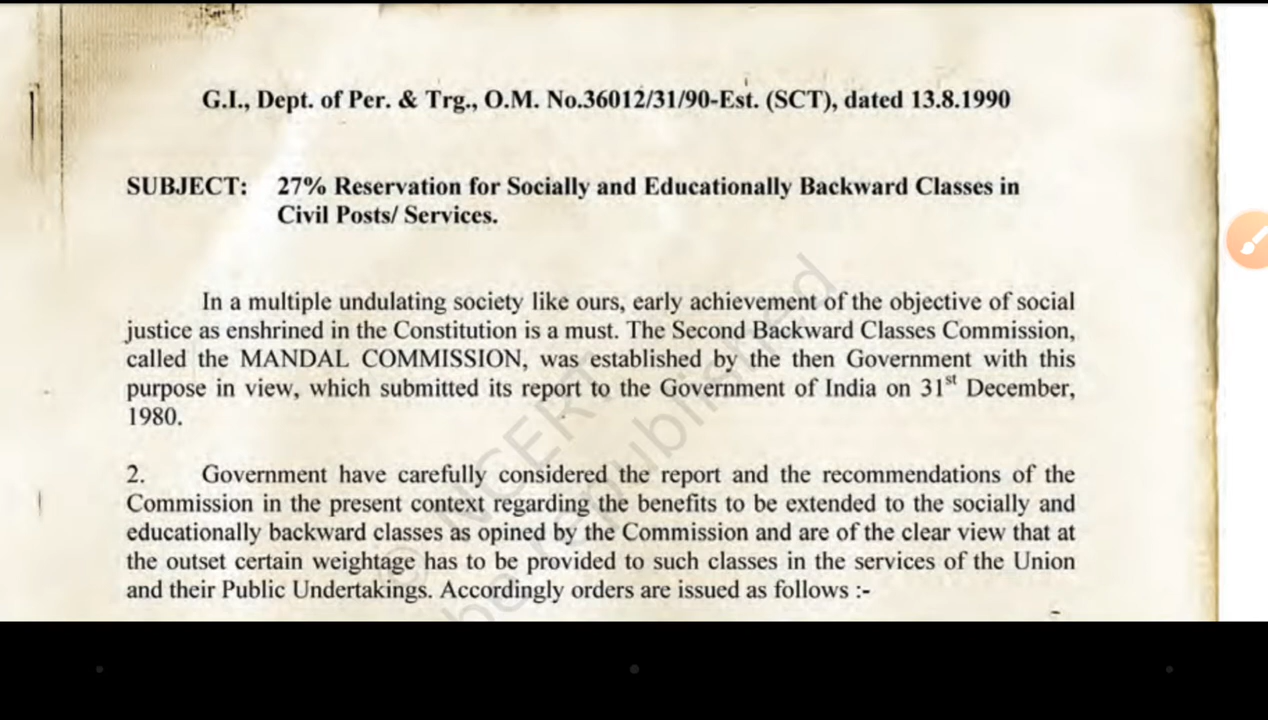 G.I., Dept. of Per. & Trg., O.M. No.36012/31/90-Est. (SCT), dated 13.8.1990
SUBJECT: 27% Reservation for Socially and Educationally Backward Classes in
Civil Posts/ Services.
In a multiple undulating society like ours, early achievement of the objective of social
justice as enshrined in the Constitution is a must. The Second Backward Classes Commission,
called the MANDAL COMMISSION, was established by the then Government with this
purpose in view, which submitted its report to the Government of India on 31st December,
1980.
2. Government have carefully considered the report and the recommendations of the
Commission in the present context regarding the benefits to be extended to the socially and
educationally backward classes as opined by the Commission and are of the clear view that at
the outset certain weightage has to be provided to such classes in the services of the Union
and their Public Undertakings. Accordingly orders are issued as follows :-
© NCERT